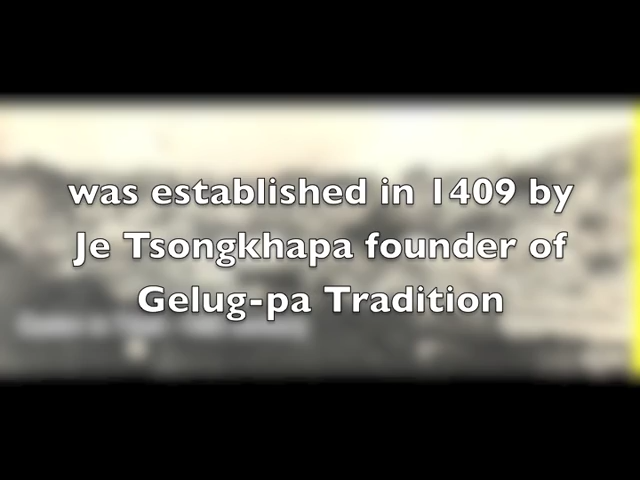 was established in 1409 by
Je Tsongkhapa founder of
Gelug-pa Tradition